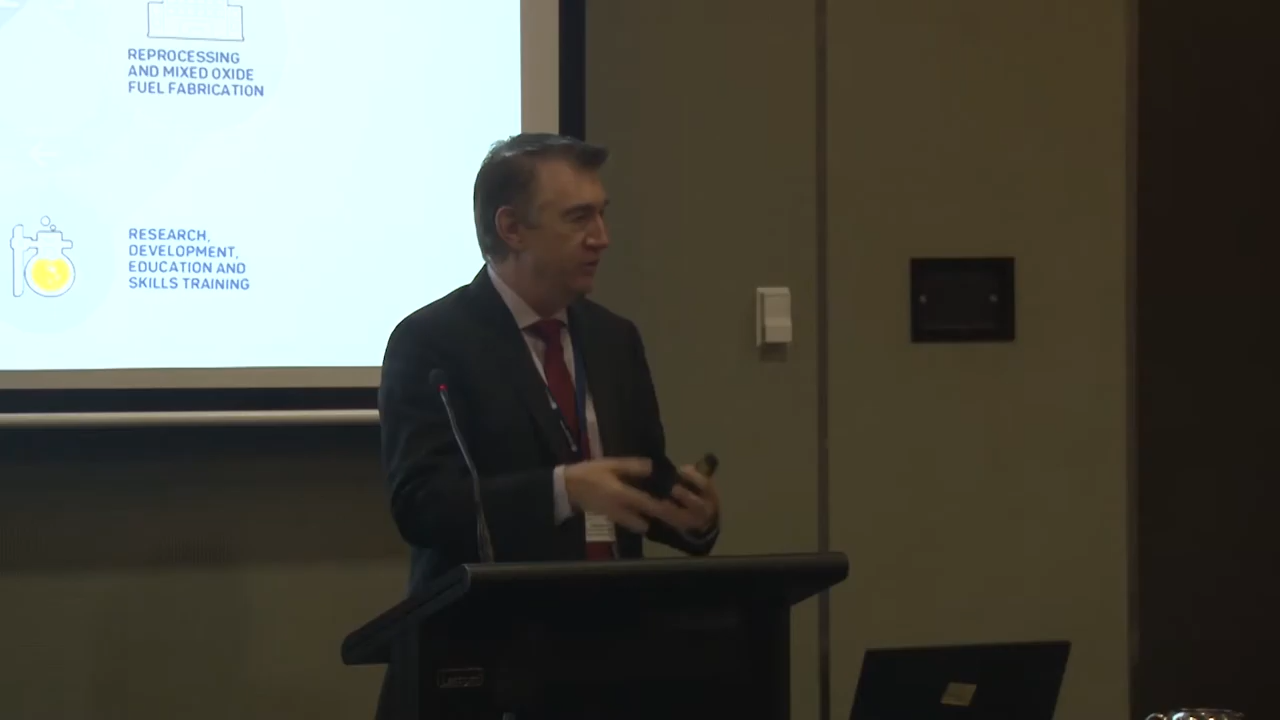 REPROCESSING
AND MIXED OXIDE
FUEL FABRICATION
RESEARCH,
DEVELOPMENT,
EDUCATION AND
SKILLS TRAINING